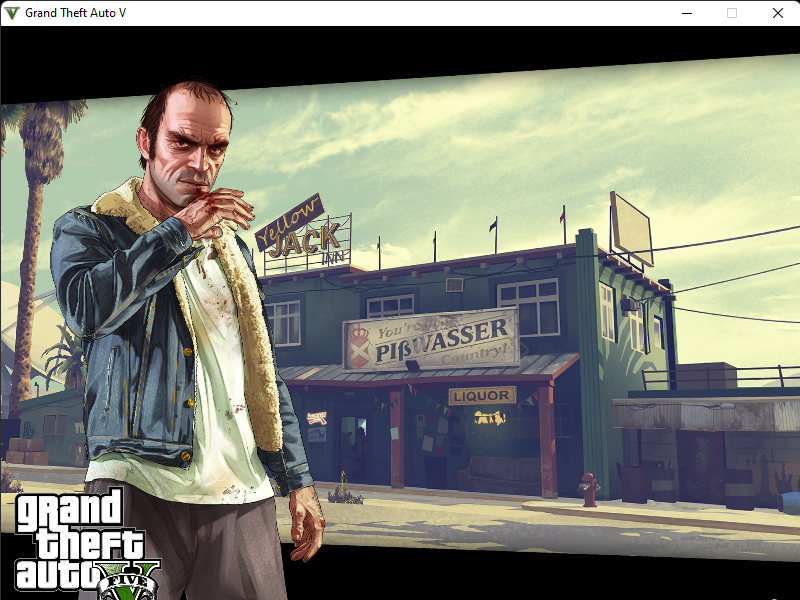 Grand Theft Auto V
Yellow
JACK
INN
You're
PIßWASSER
Country!
LIQUOR
grand
theft
auto
FIVE